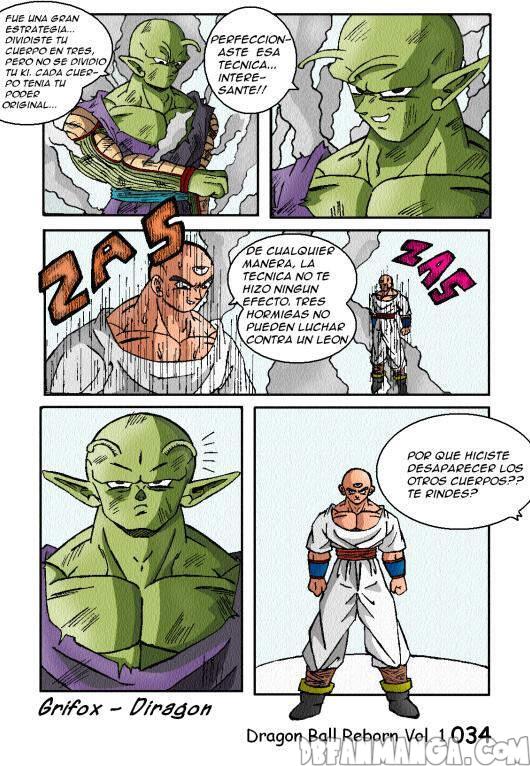 FUE UNA GRAN
ESTRATEGIA...
DIVIDISTE TU
CUERPO EN TRES,
PERO NO SE DIVIDIO
TU KI. CADA CUER-
PO TENIA TU
PODER
ORIGINAL...
PERFECCION-
ASTE ESA
TECNICA...
INTERE-
SANTE!!
ZAS
DE CUALQUIER
MANERA, LA
TECNICA NO TE
HIZO NINGUN
EFECTO. TRES
HORMIGAS NO
PUEDEN LUCHAR
CONTRA UN LEON
ZAS
POR QUE HICISTE
DESAPARECER LOS
OTROS CUERPOS??
TE RINDES?
Grifox - Diragon
Dragon Ball Reborn Vol. 1 034
DBFANMANGA.COM